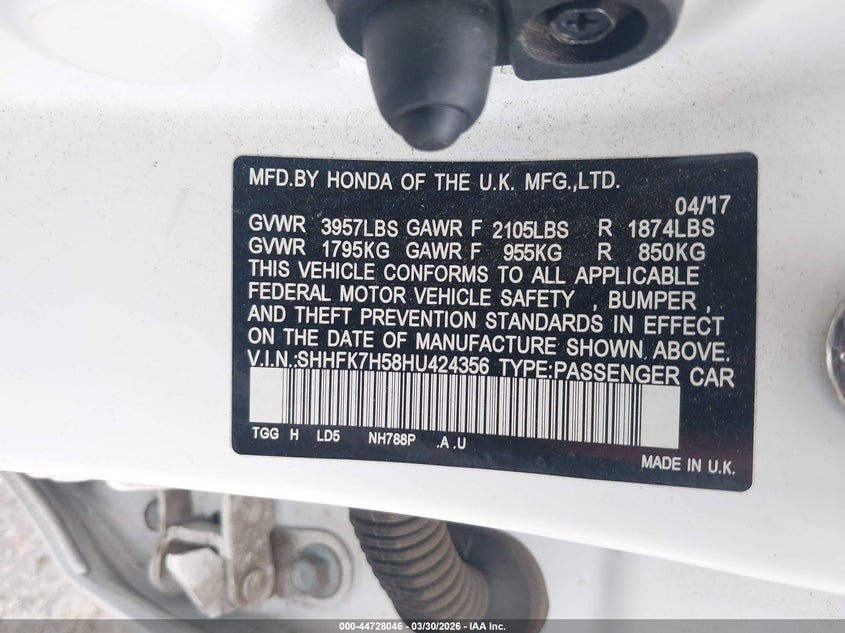 MFD.BY HONDA OF THE U.K. MFG.,LTD.
04/'17
GVWR 3957LBS GAWR F 2105LBS R 1874LBS
GVWR 1795KG GAWR F 955KG R 850KG
THIS VEHICLE CONFORMS TO ALL APPLICABLE
FEDERAL MOTOR VEHICLE SAFETY , BUMPER ,
AND THEFT PREVENTION STANDARDS IN EFFECT
ON THE DATE OF MANUFACTURE SHOWN ABOVE.
V.I.N.:SHHFK7H58HU424356 TYPE:PASSENGER CAR
TGG H LD5 NH788P .A .U
MADE IN U.K.
000-44728046 - 03/30/2026 - IAA Inc.